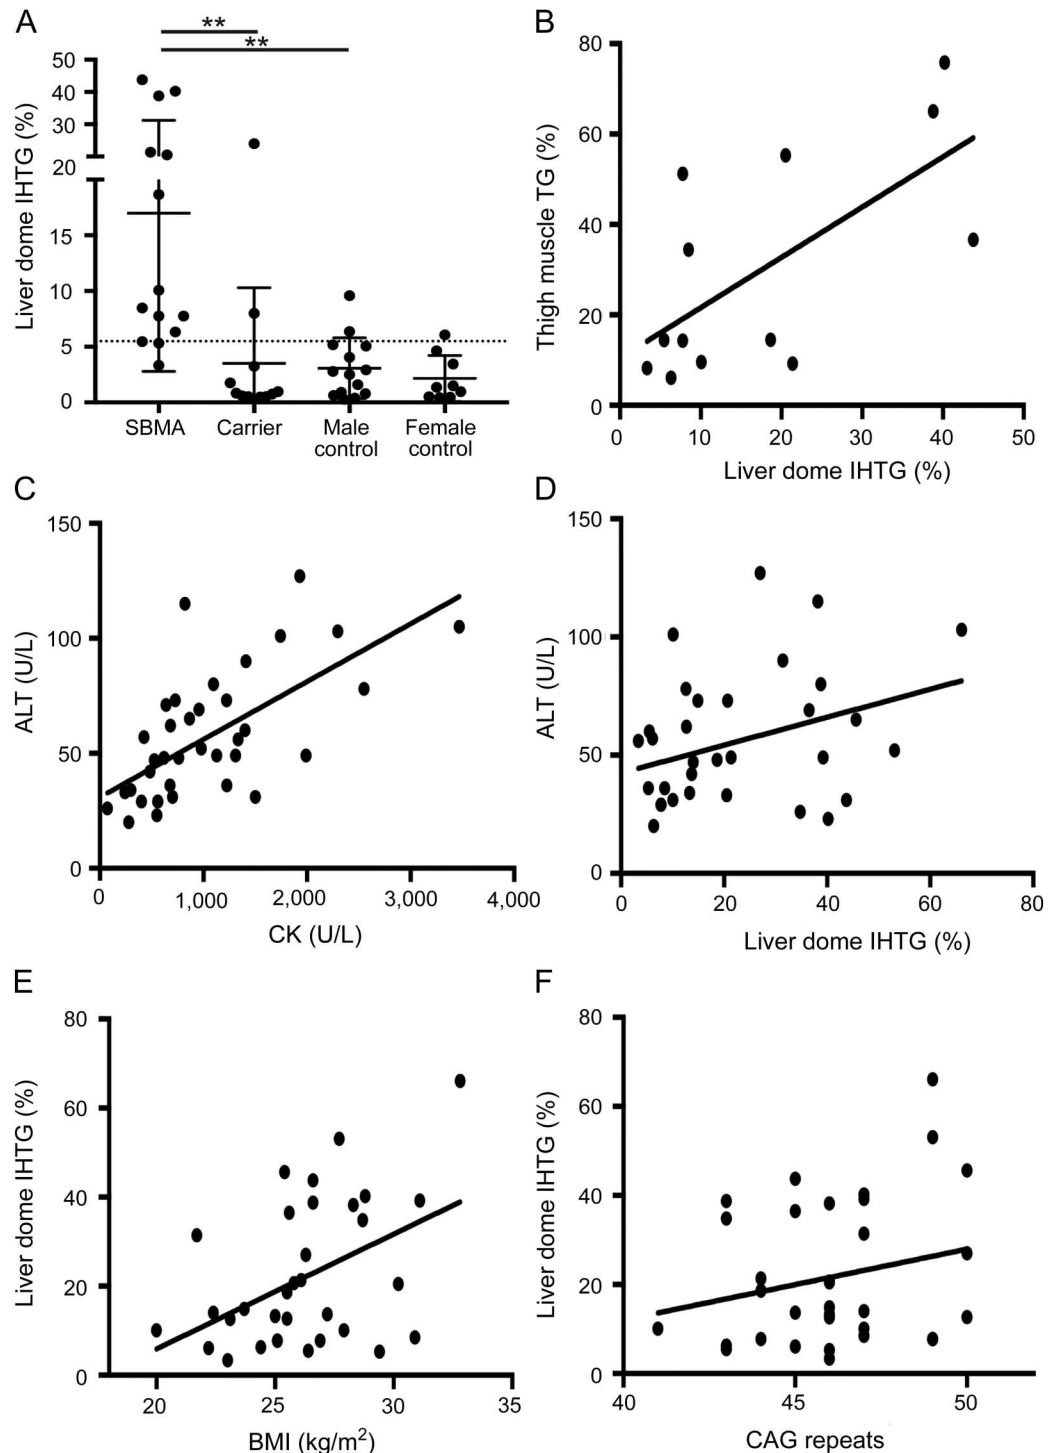 A
**
**
50
40
30
20
15
10
5
0
Liver dome IHTG (%)
SBMA
Carrier
Male
control
Female
control
B
80
60
40
20
0
Thigh muscle TG (%)
0 10 20 30 40 50
Liver dome IHTG (%)
C
150
100
50
0
ALT (U/L)
0 1,000 2,000 3,000 4,000
CK (U/L)
D
150
100
50
0
ALT (U/L)
0 20 40 60 80
Liver dome IHTG (%)
E
80
60
40
20
0
Liver dome IHTG (%)
20 25 30 35
BMI (kg/m²)
F
80
60
40
20
0
Liver dome IHTG (%)
40 45 50
CAG repeats